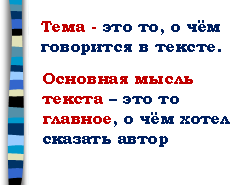 Тема - это то, о чём
говорится в тексте.
Основная мысль
текста – это то
главное, о чём хотел
сказать автор